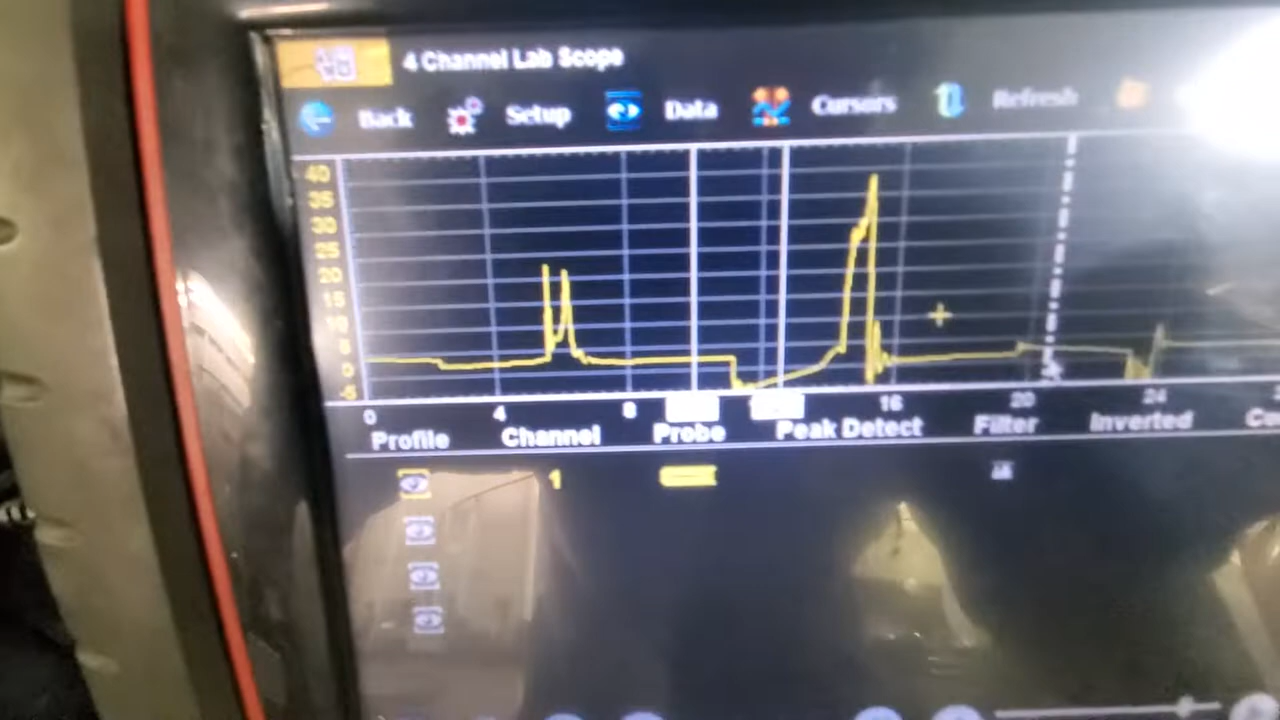 4 Channel Lab Scope
Back Setup Data Cursors Refresh
40
35
30
25
20
15
10
5
0
-5
0 4 8 16 20 24
Profile Channel Probe Peak Detect Filter Inverted
1